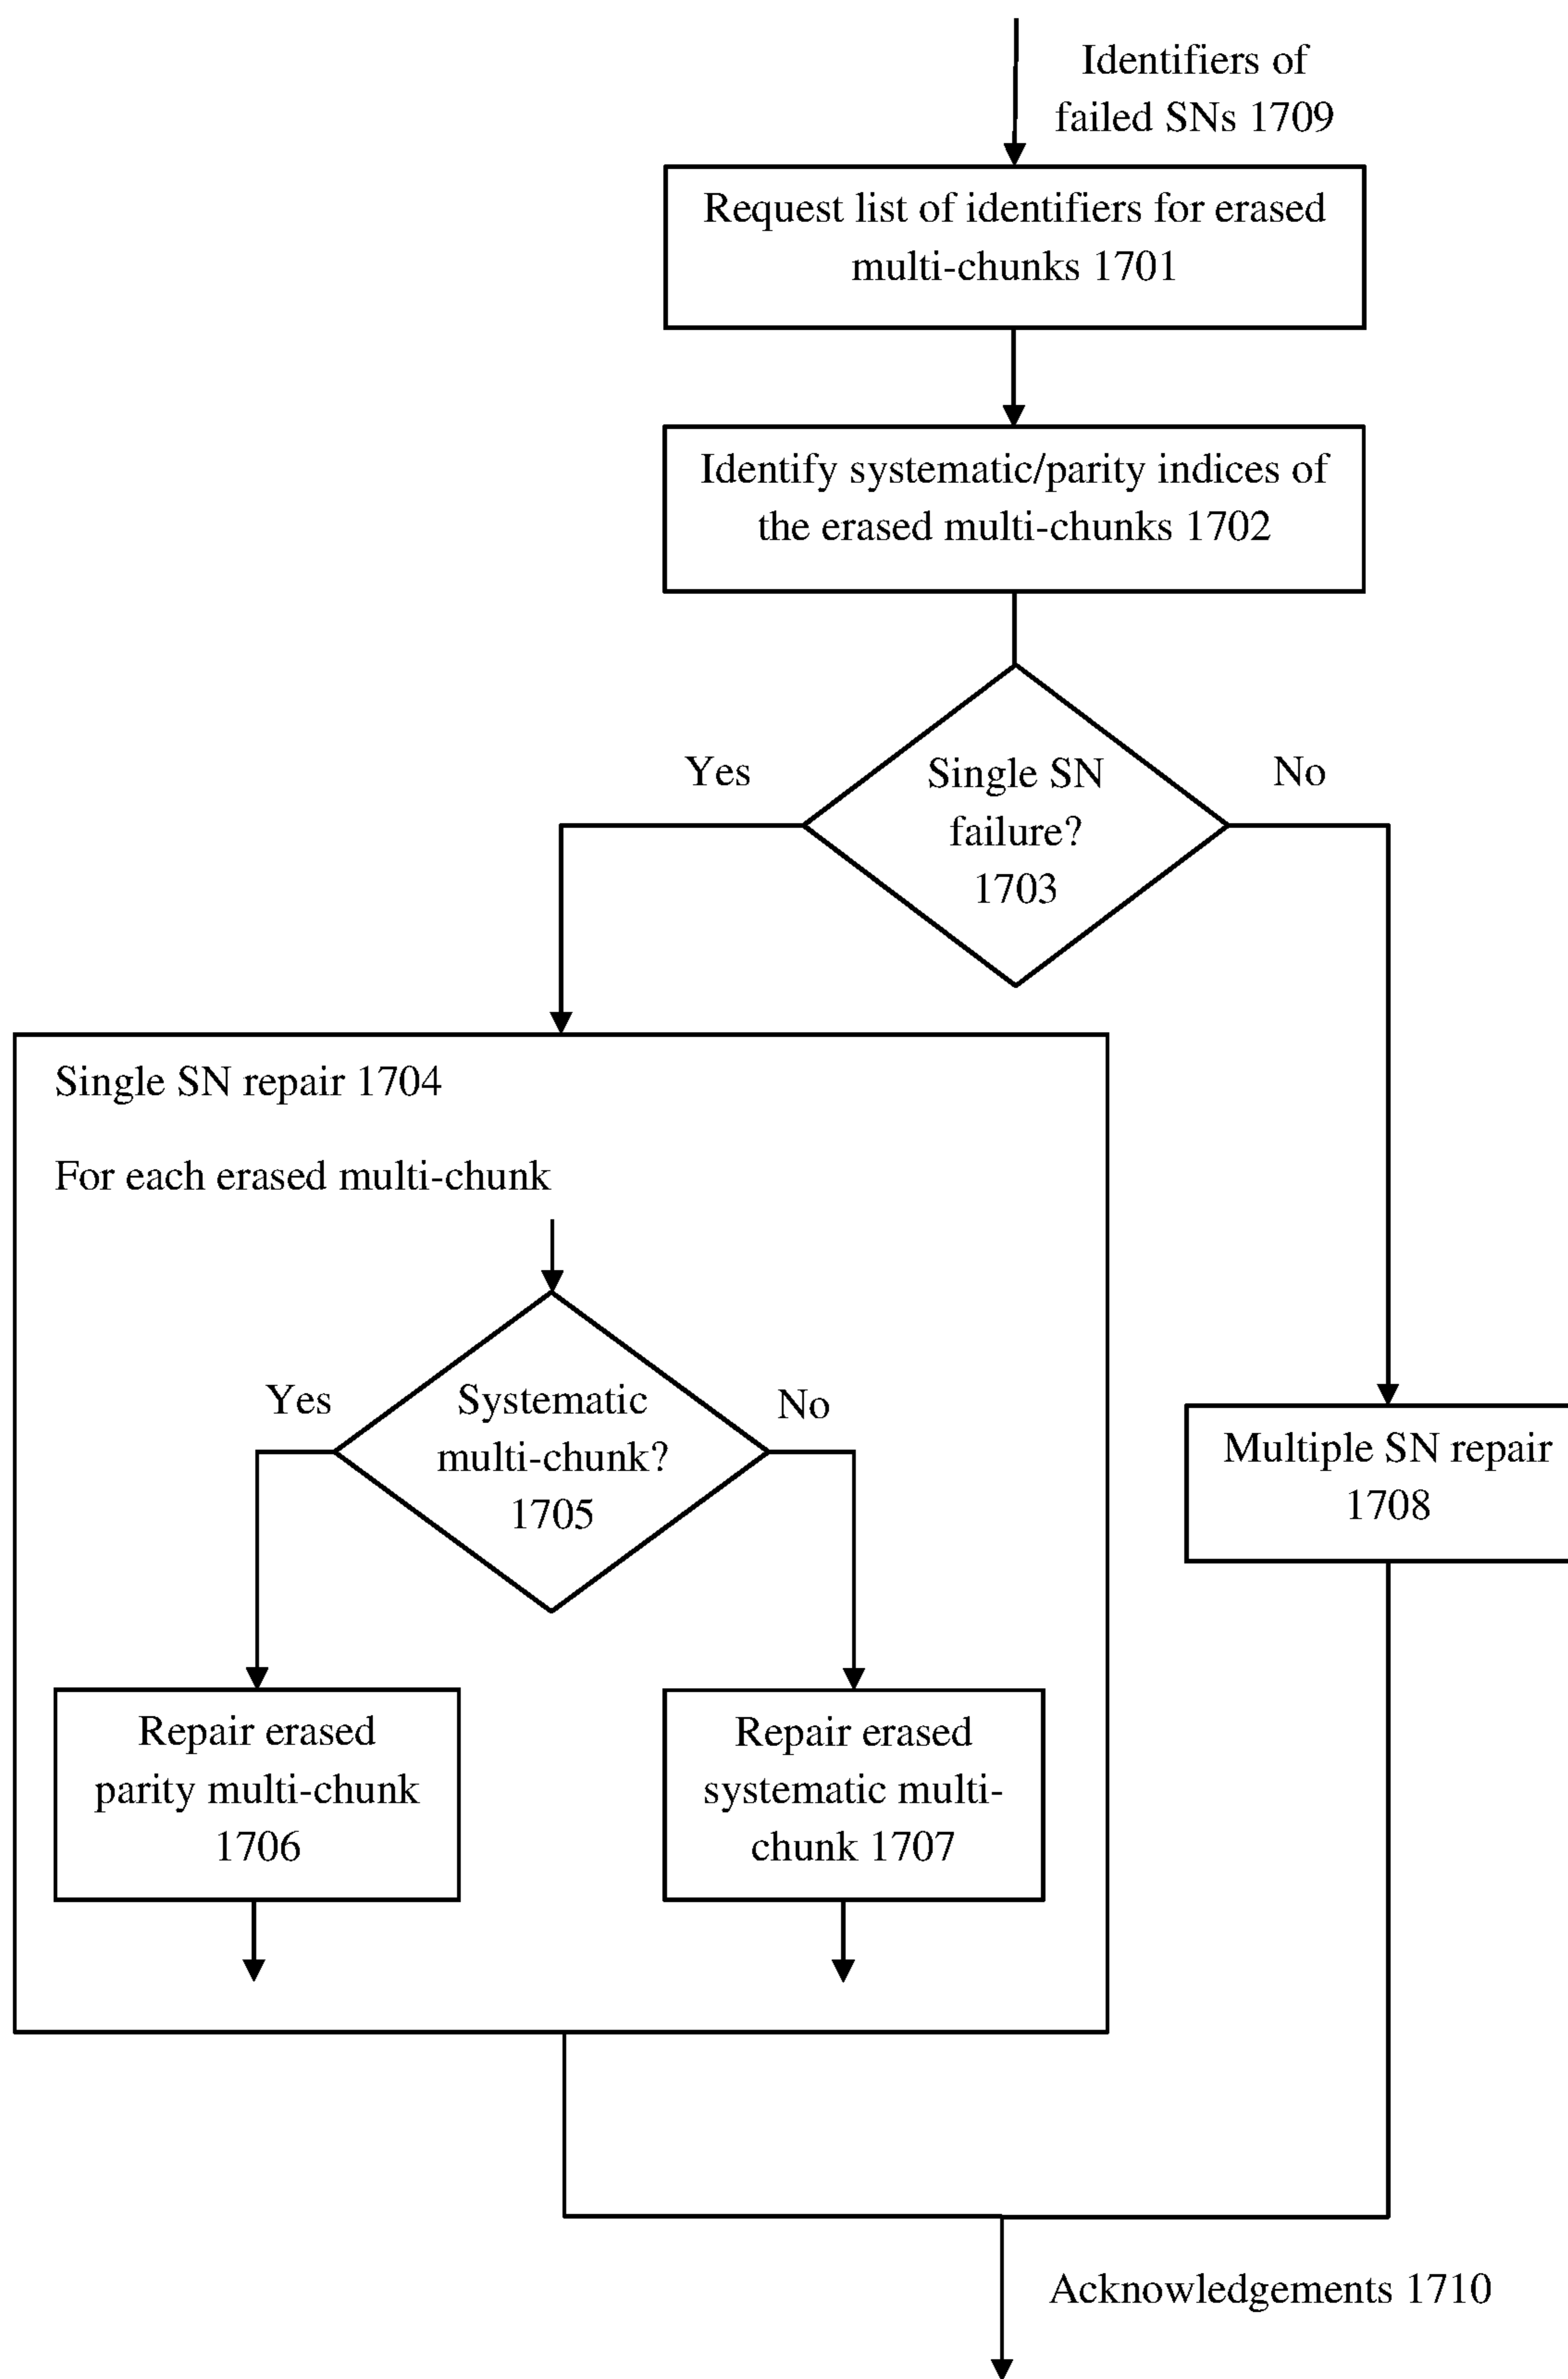 Identifiers of
failed SNs 1709
Request list of identifiers for erased
multi-chunks 1701
Identify systematic/parity indices of
the erased multi-chunks 1702
Yes
Single SN
failure?
1703
No
Single SN repair 1704
For each erased multi-chunk
Yes
Systematic
multi-chunk?
1705
No
Multiple SN repair
1708
Repair erased
parity multi-chunk
1706
Repair erased
systematic multi-
chunk 1707
Acknowledgements 1710